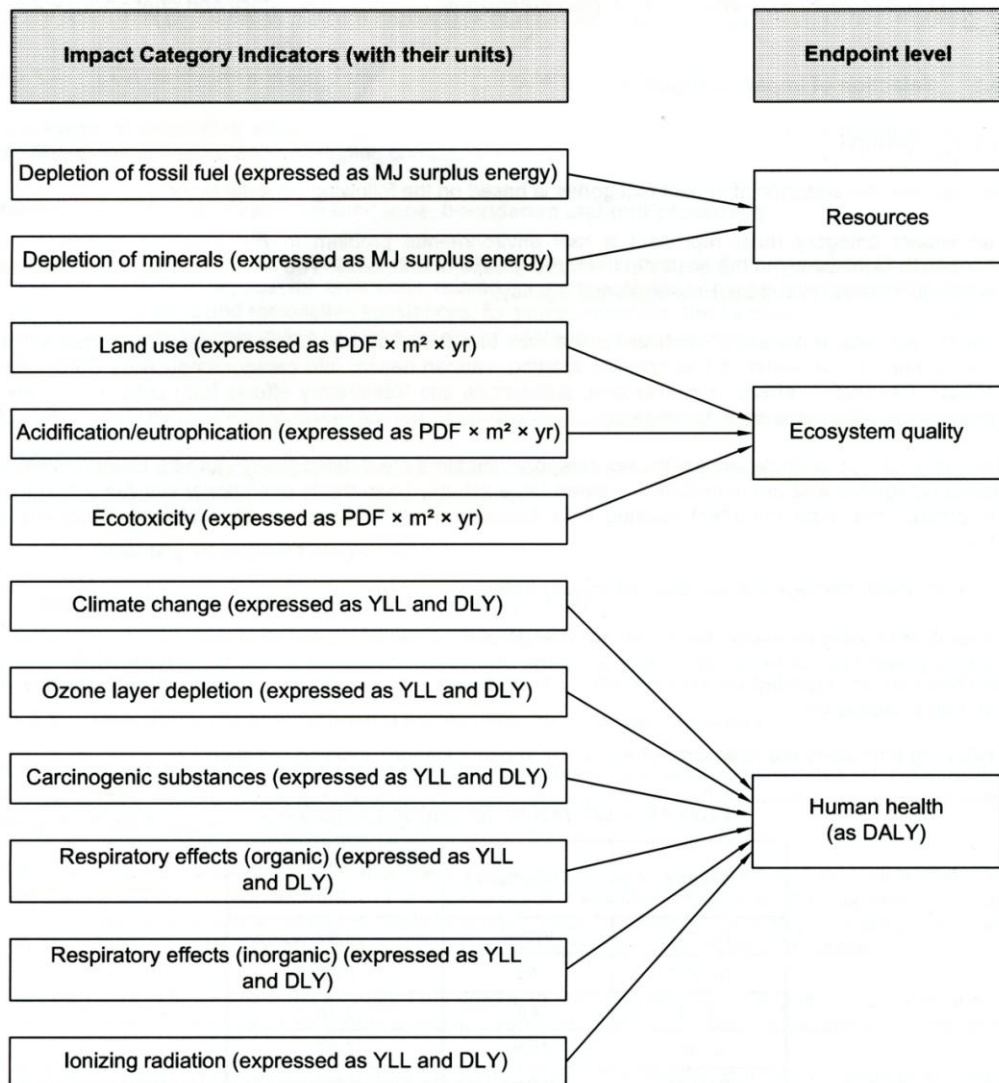 Impact Category Indicators (with their units)
Endpoint level
Depletion of fossil fuel (expressed as MJ surplus energy)
Depletion of minerals (expressed as MJ surplus energy)
Resources
Land use (expressed as PDF × m² × yr)
Acidification/eutrophication (expressed as PDF × m² × yr)
Ecotoxicity (expressed as PDF × m² × yr)
Ecosystem quality
Climate change (expressed as YLL and DLY)
Ozone layer depletion (expressed as YLL and DLY)
Carcinogenic substances (expressed as YLL and DLY)
Respiratory effects (organic) (expressed as YLL
and DLY)
Respiratory effects (inorganic) (expressed as YLL
and DLY)
Ionizing radiation (expressed as YLL and DLY)
Human health
(as DALY)